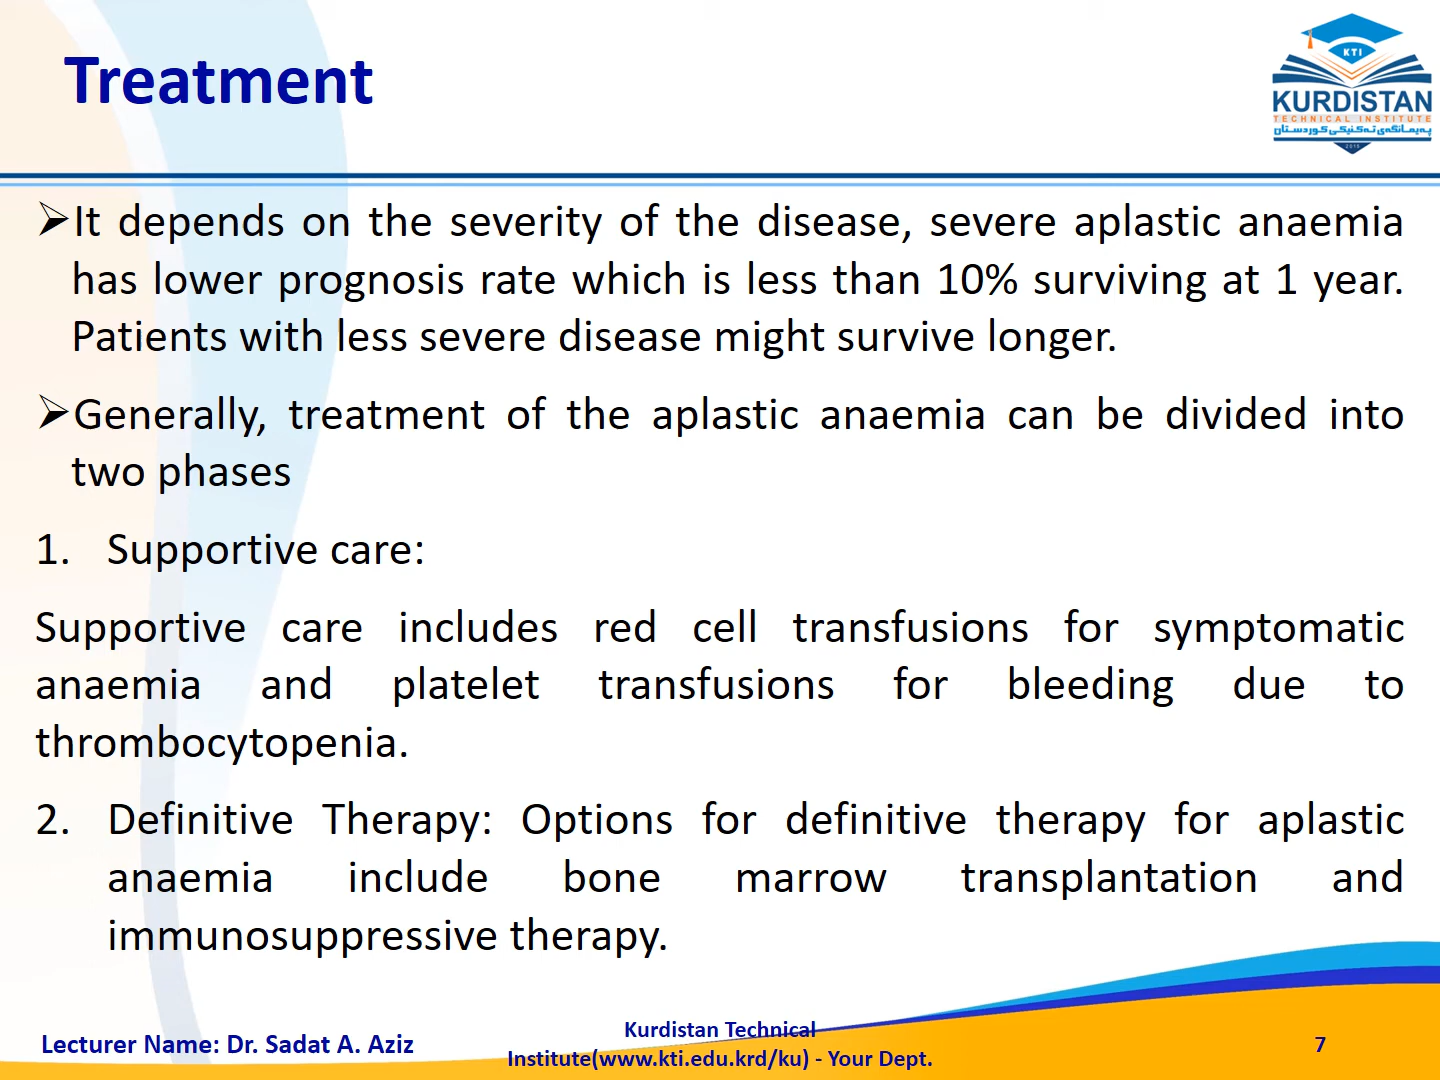 Treatment
KTI
KURDISTAN
TECHNICAL INSTITUTE
پەیمانگەی تەکنیکی کوردستان
➢It depends on the severity of the disease, severe aplastic anaemia
has lower prognosis rate which is less than 10% surviving at 1 year.
Patients with less severe disease might survive longer.
➢Generally, treatment of the aplastic anaemia can be divided into
two phases
1. Supportive care:
Supportive care includes red cell transfusions for symptomatic
anaemia and platelet transfusions for bleeding due to
thrombocytopenia.
2. Definitive Therapy: Options for definitive therapy for aplastic
anaemia include bone marrow transplantation and
immunosuppressive therapy.
Lecturer Name: Dr. Sadat A. Aziz
Kurdistan Technical
Institute(www.kti.edu.krd/ku) - Your Dept.
7